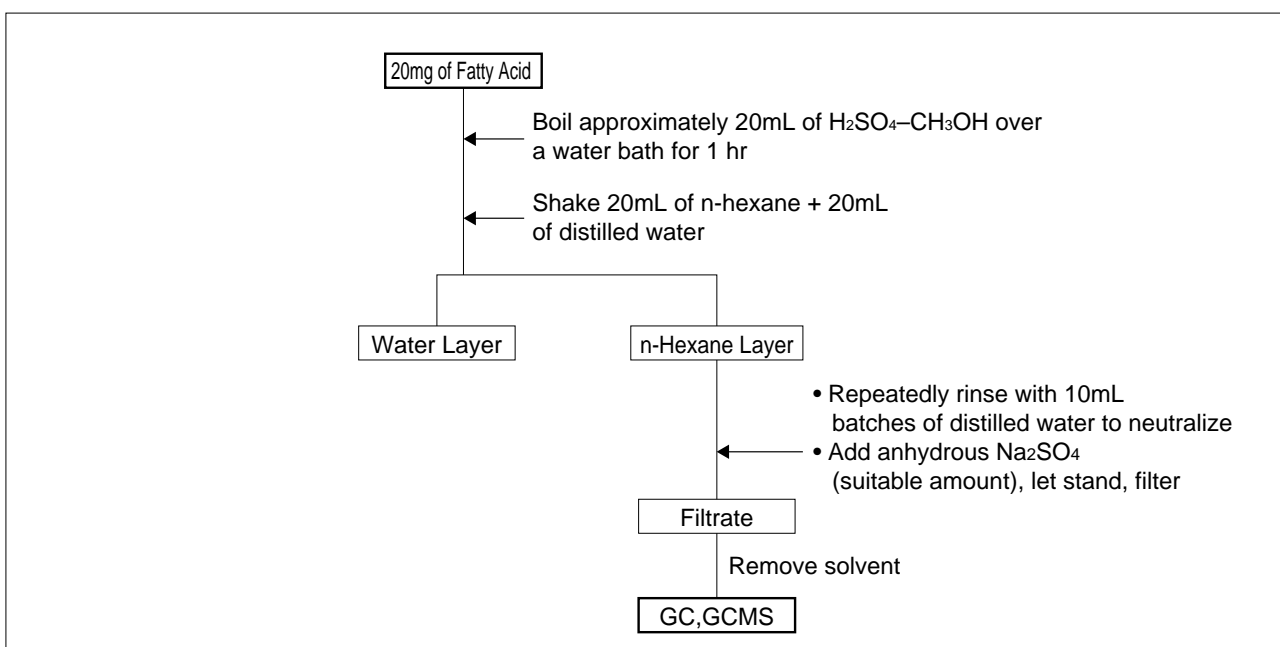 20mg of Fatty Acid
Boil approximately 20mL of H₂SO₄–CH₃OH over
a water bath for 1 hr
Shake 20mL of n-hexane + 20mL
of distilled water
Water Layer
n-Hexane Layer
• Repeatedly rinse with 10mL
batches of distilled water to neutralize
• Add anhydrous Na₂SO₄
(suitable amount), let stand, filter
Filtrate
Remove solvent
GC,GCMS